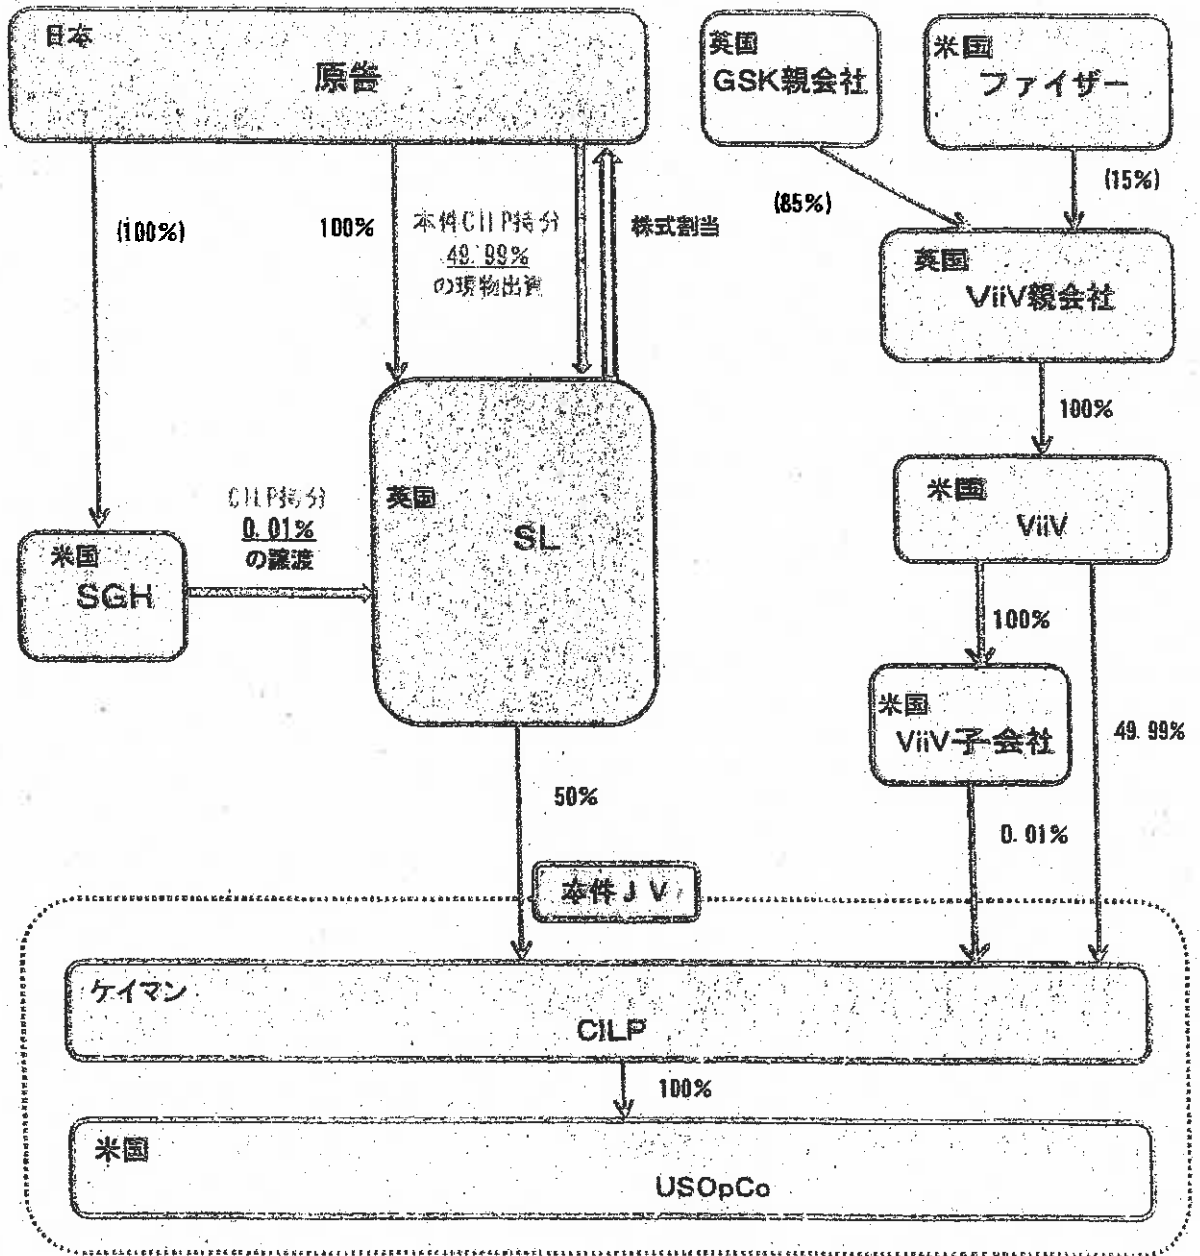 日本
原告
英国
GSK親会社
米国
ファイザー
(100%)
100%
本件CILP持分
49.99%
の現物出資
株式割当
(85%)
(15%)
英国
ViiV親会社
100%
CILP持分
0.01%
の譲渡
英国
SL
米国
ViiV
米国
SGH
100%
米国
ViiV子会社
49.99%
50%
0.01%
本件JV
ケイマン
CILP
100%
米国
USOpCo